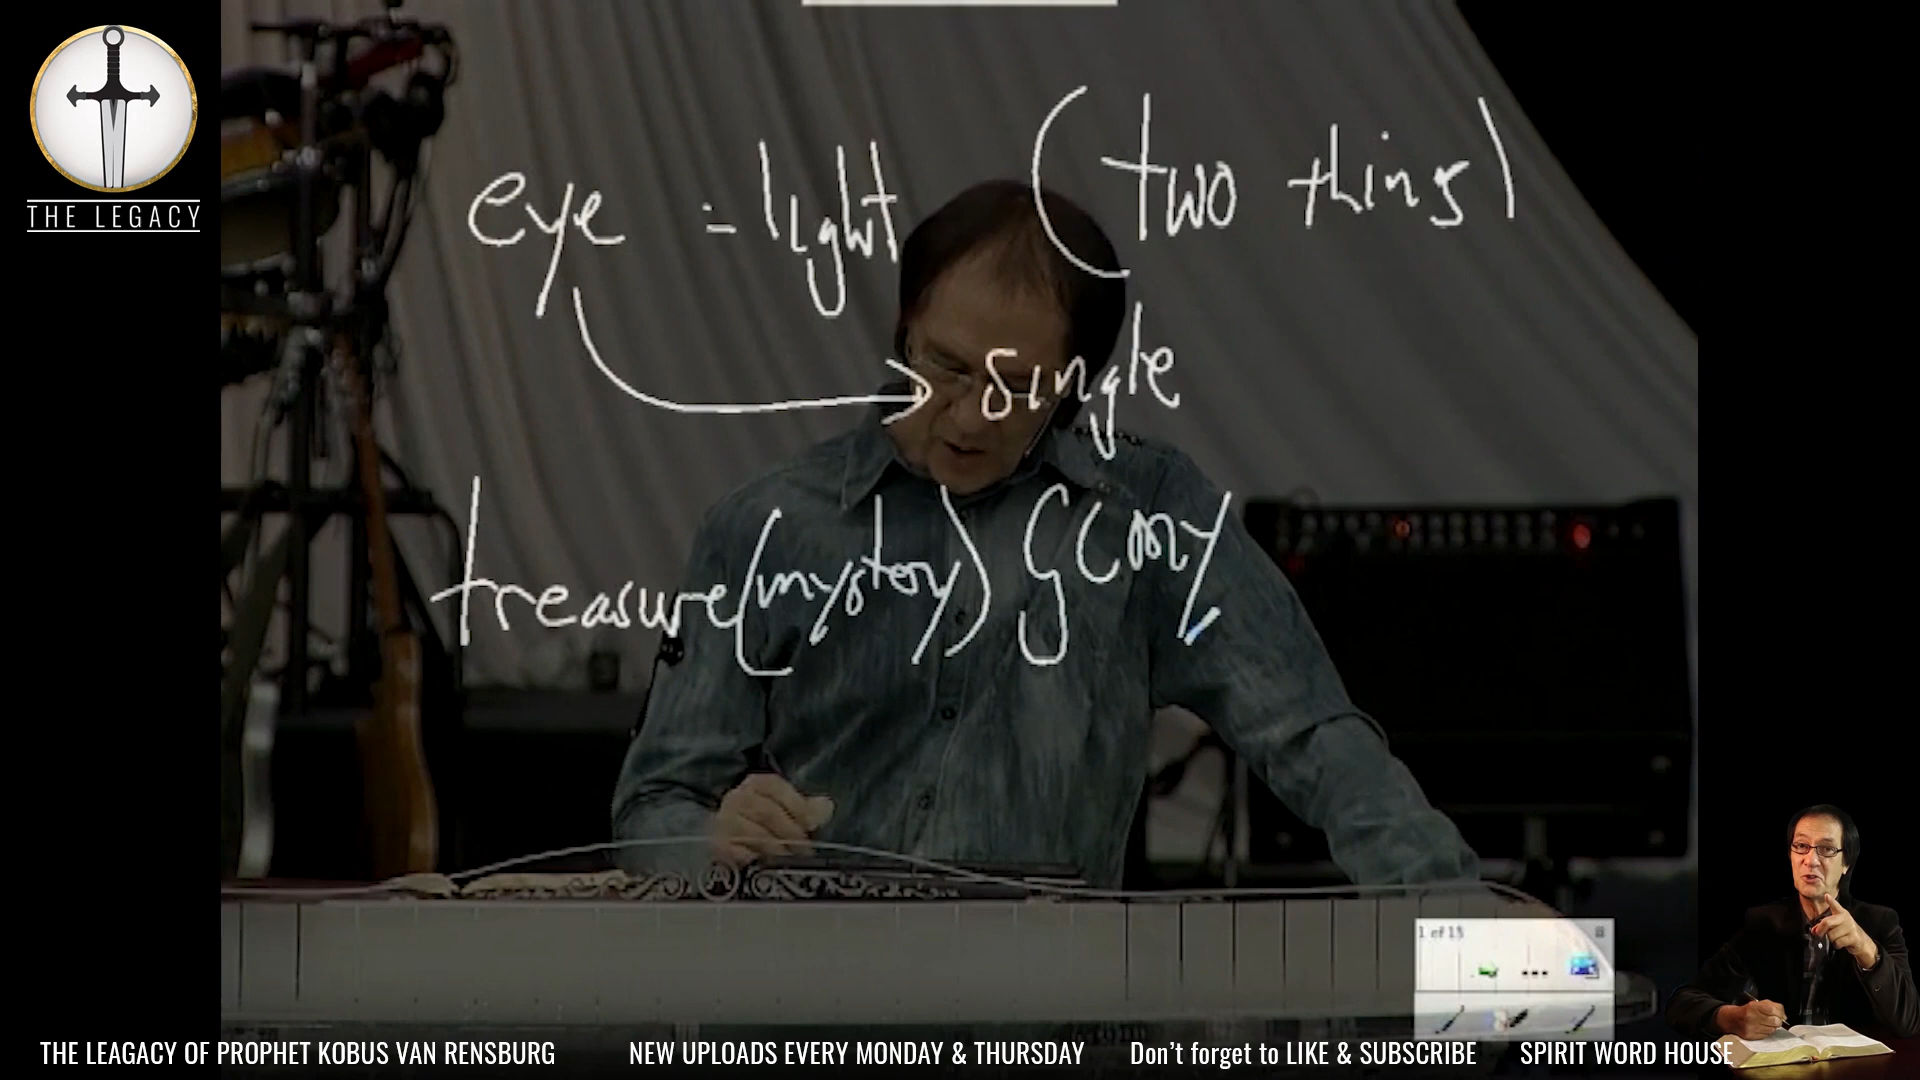 THE LEGACY
eye = light (two things)
single
treasure (mystery)
1 of 15
THE LEAGACY OF PROPHET KOBUS VAN RENSBURG NEW UPLOADS EVERY MONDAY & THURSDAY Don’t forget to LIKE & SUBSCRIBE SPIRIT WORD HOUSE